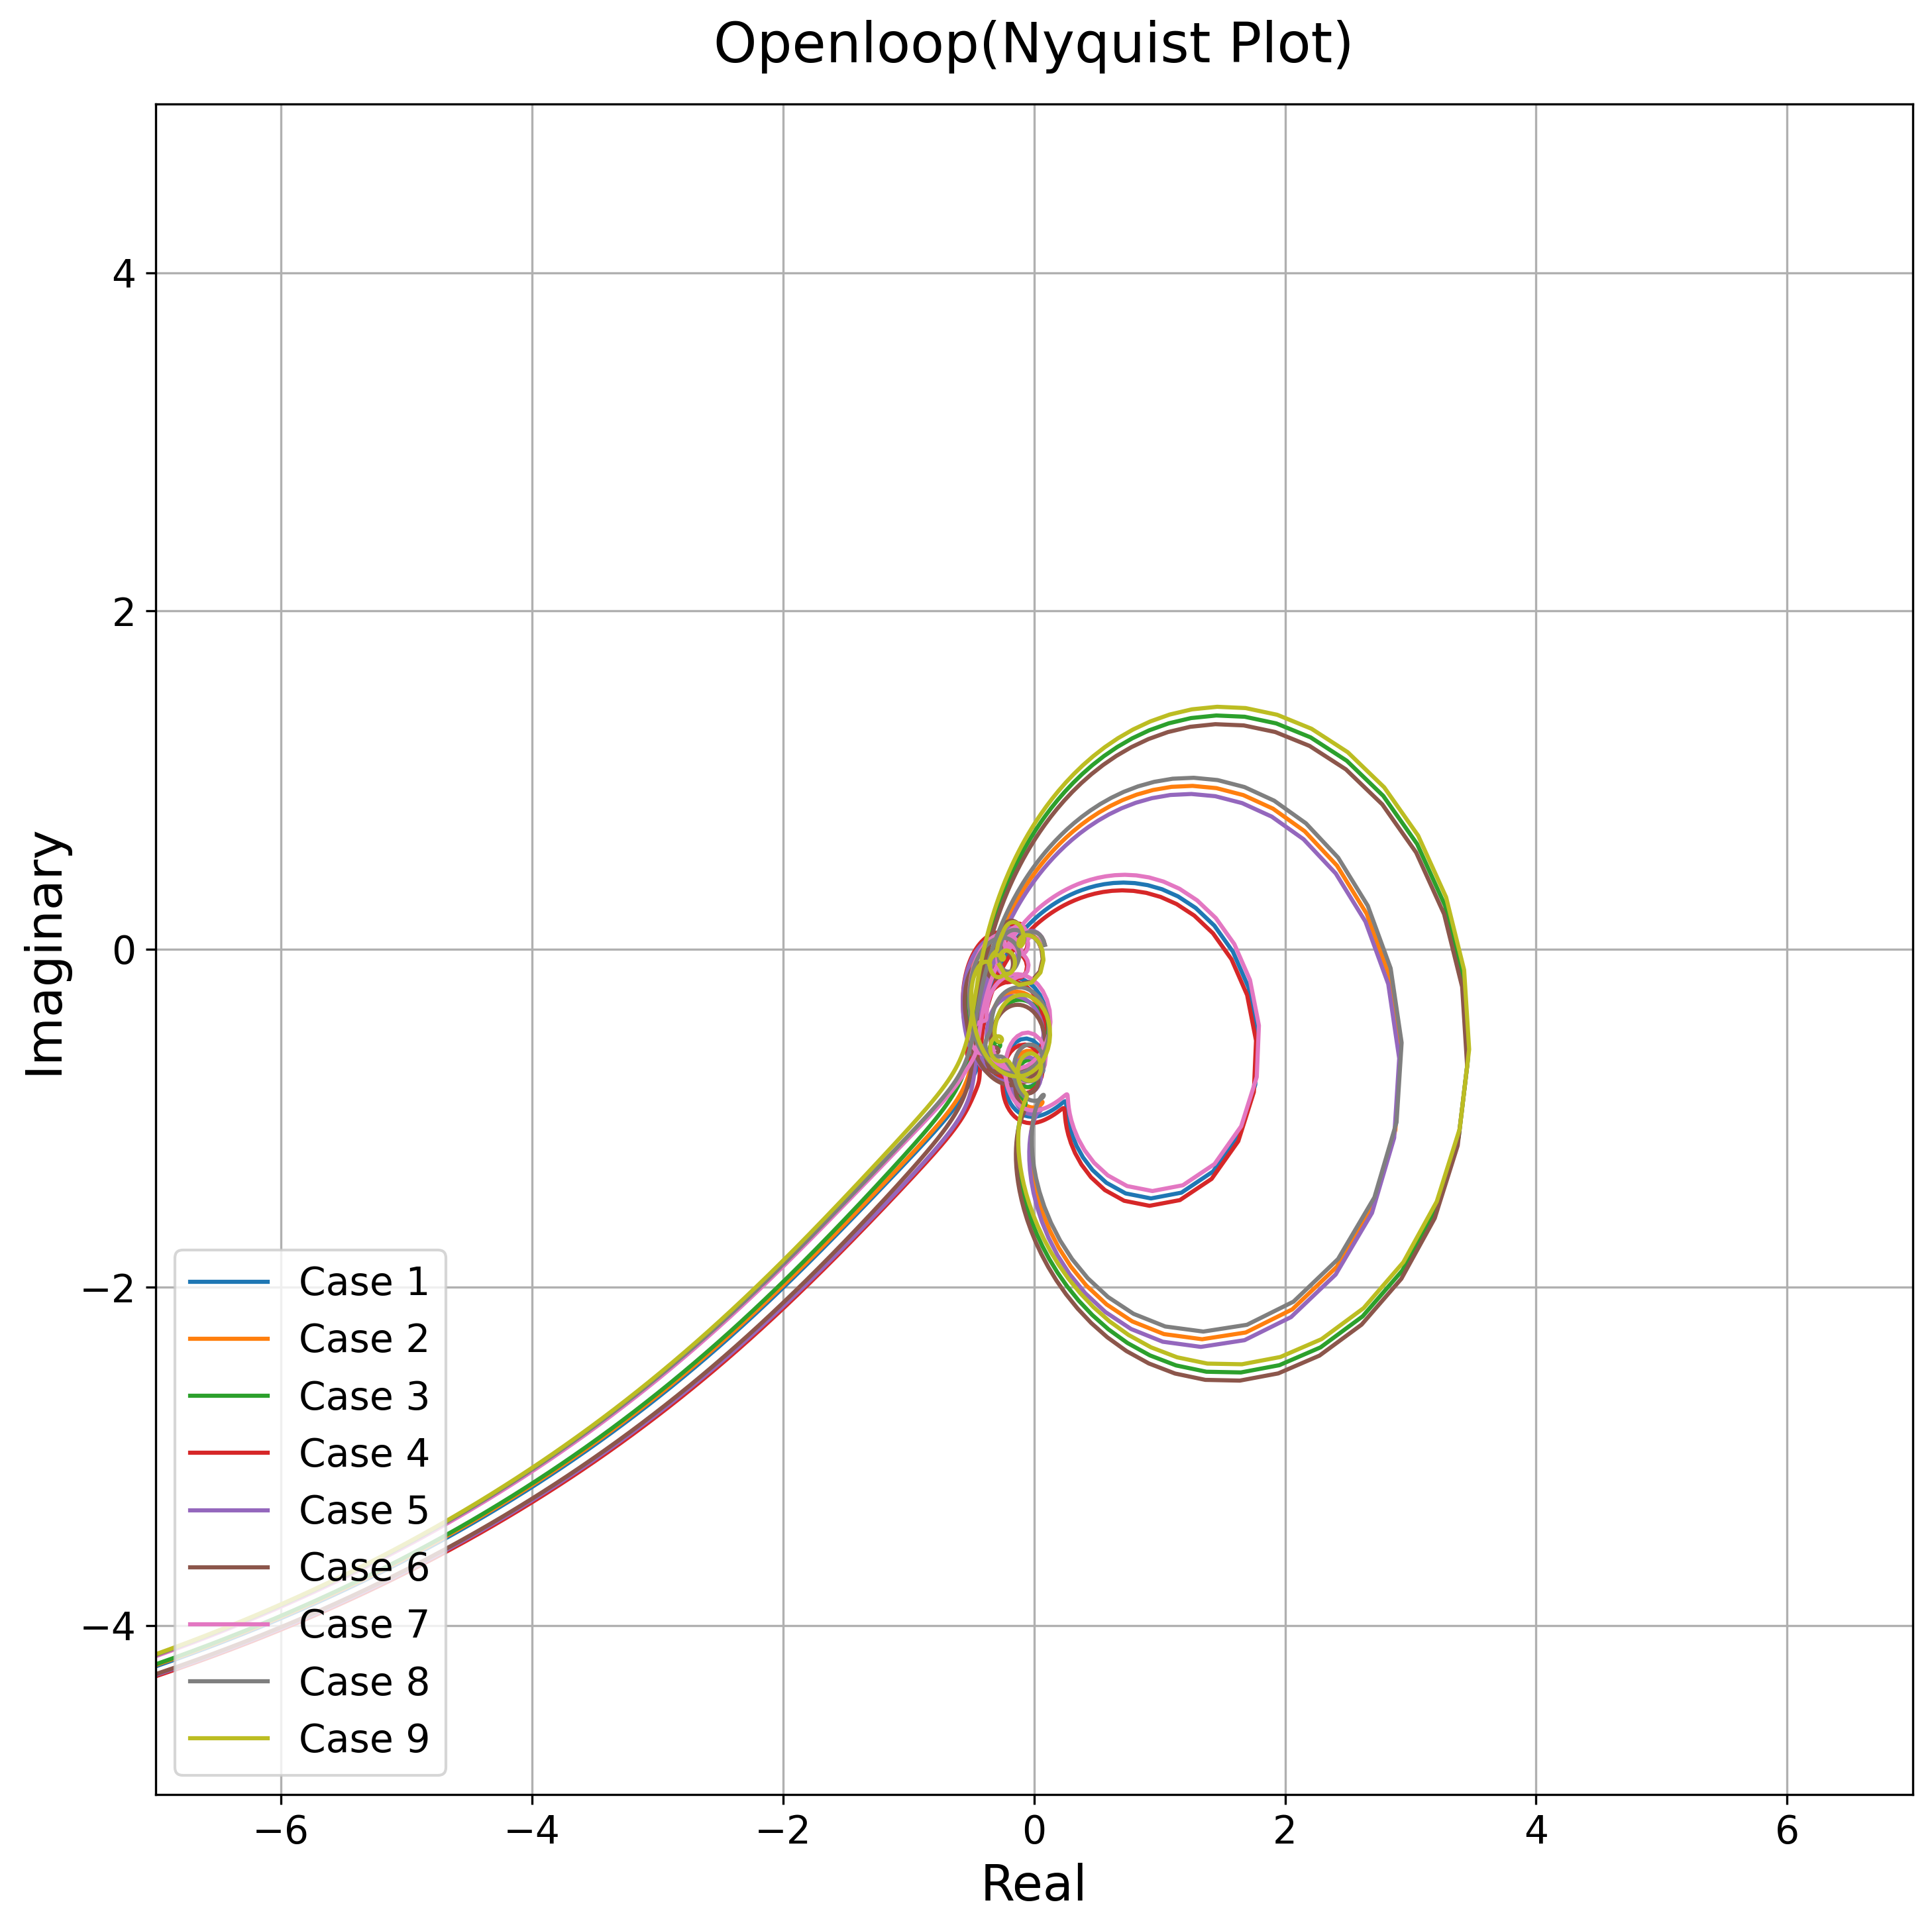 Openloop(Nyquist Plot)
Imaginary
4
2
0
−2
−4
Case 1
Case 2
Case 3
Case 4
Case 5
Case 6
Case 7
Case 8
Case 9
−6 −4 −2 0 2 4 6
Real